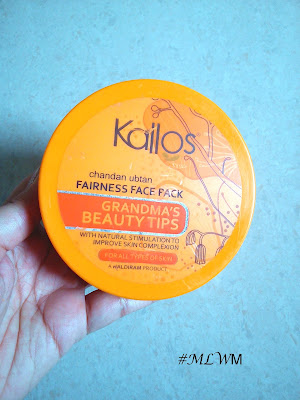 Kailos
chandan ubtan
FAIRNESS FACE PACK
GRANDMA'S
BEAUTY TIPS
WITH NATURAL STIMULATION TO
IMPROVE SKIN COMPLEXION
FOR ALL TYPES OF SKIN
A HALDIRAM PRODUCT
#MLWM